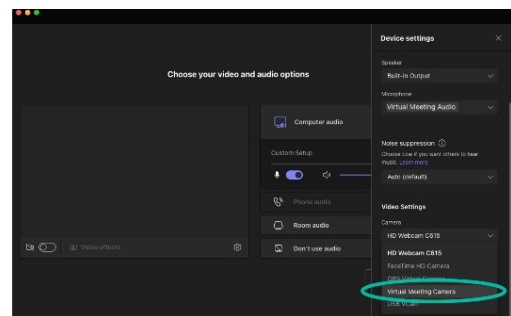 Choose your video and audio options
Video effects
Computer audio
Custom Setup
Phone audio
Room audio
Don't use audio
Device settings
Speaker
Built-in Output
Microphone
Virtual Meeting Audio
Noise suppression
Choose Low if you want others to hear
music. Learn more
Auto (default)
Video Settings
Camera
HD Webcam C615
HD Webcam C615
FaceTime HD Camera
OBS Virtual Camera
Virtual Meeting Camera